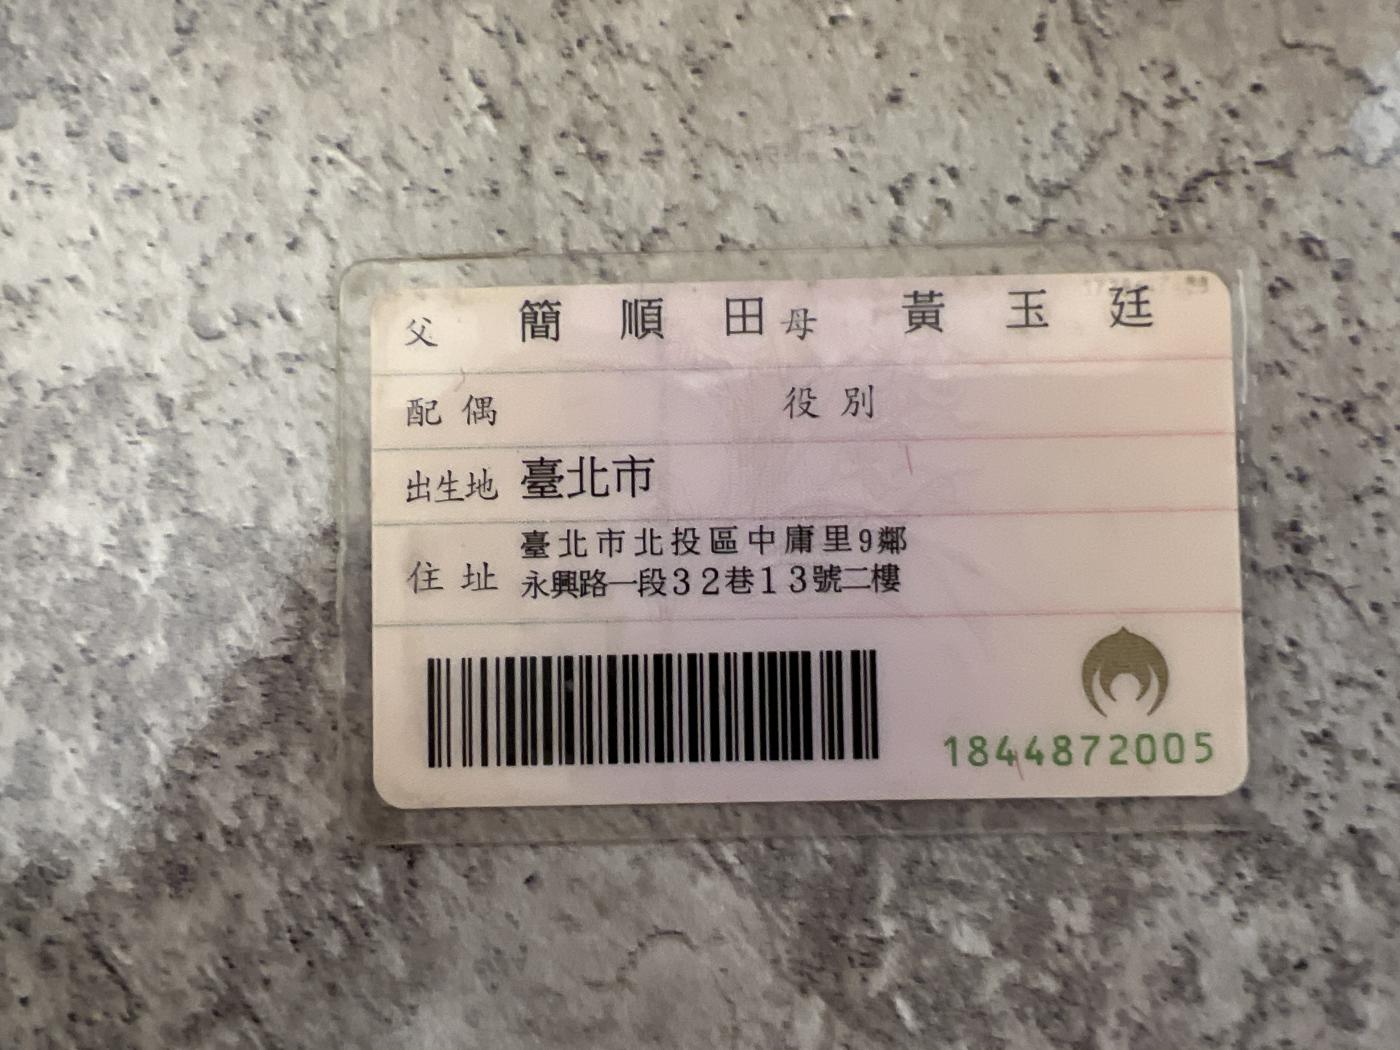 父 簡順田 母 黃玉廷
配偶 役別
出生地 臺北市
住址 臺北市北投區中庸里9鄰
永興路一段32巷13號二樓
1844872005